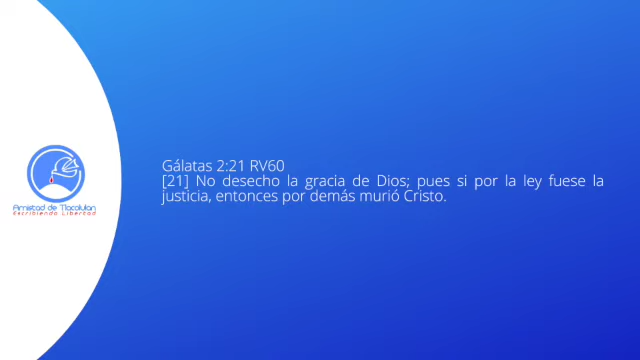 Gálatas 2:21 RV60
[21] No desecho la gracia de Dios; pues si por la ley fuese la
justicia, entonces por demás murió Cristo.
Amistad de Tlacolulan
Escribiendo Libertad